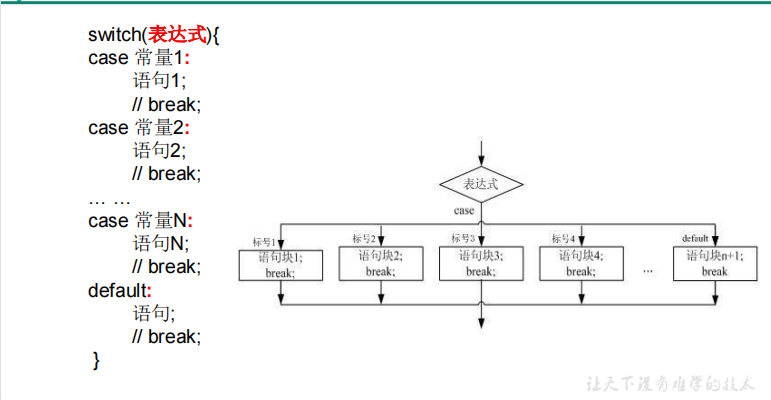 switch(表达式){
case 常量1:
语句1;
// break;
case 常量2:
语句2;
// break;
… …
case 常量N:
语句N;
// break;
default:
语句;
// break;
}
表达式
case
标号1
标号2
标号3
标号4
default
语句块1;
break;
语句块2;
break;
语句块3;
break;
语句块4;
break;
...
语句块n+1;
break
让天下没有难学的技术